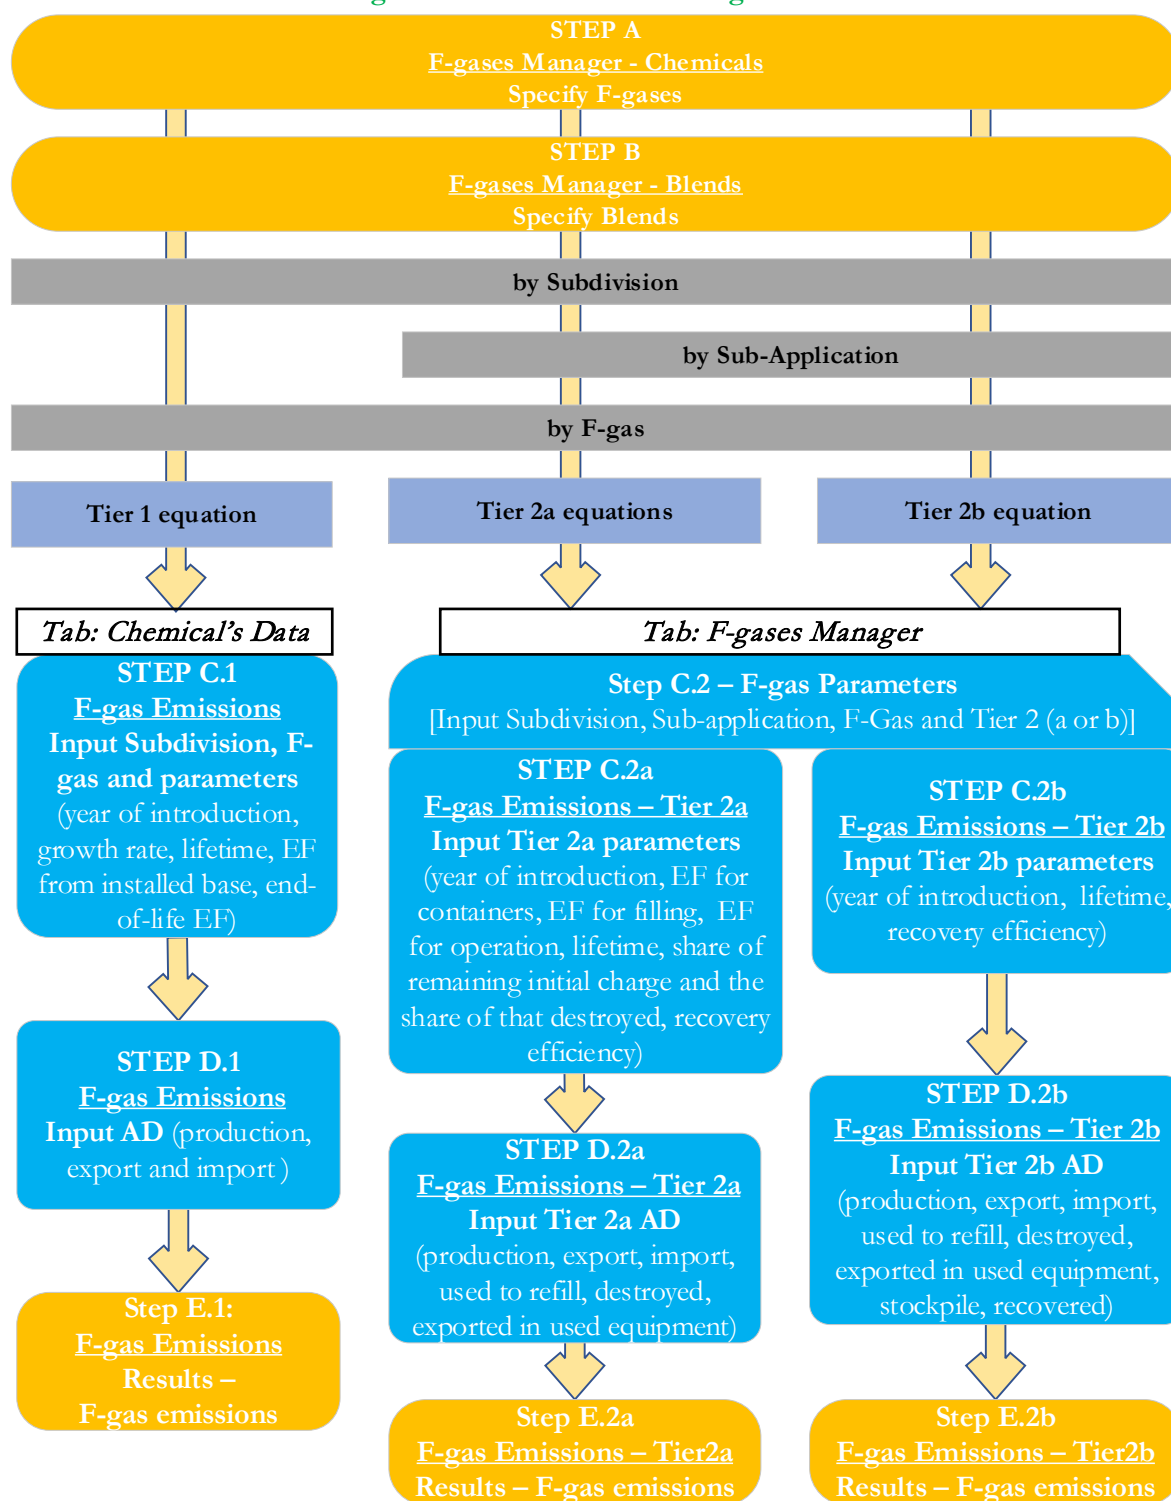 STEP A
F-gases Manager - Chemicals
Specify F-gases
STEP B
F-gases Manager - Blends
Specify Blends
by Subdivision
by Sub-Application
by F-gas
Tier 1 equation
Tier 2a equations
Tier 2b equation
Tab: Chemical's Data
Tab: F-gases Manager
STEP C.1
F-gas Emissions
Input Subdivision, F-
gas and parameters
(year of introduction,
growth rate, lifetime, EF
from installed base, end-
of-life EF)
Step C.2 – F-gas Parameters
[Input Subdivision, Sub-application, F-Gas and Tier 2 (a or b)]
STEP C.2a
F-gas Emissions – Tier 2a
Input Tier 2a parameters
(year of introduction, EF for
containers, EF for filling, EF
for operation, lifetime, share of
remaining initial charge and the
share of that destroyed, recovery
efficiency)
STEP C.2b
F-gas Emissions – Tier 2b
Input Tier 2b parameters
(year of introduction, lifetime,
recovery efficiency)
STEP D.1
F-gas Emissions
Input AD (production,
export and import )
STEP D.2a
F-gas Emissions – Tier 2a
Input Tier 2a AD
(production, export, import,
used to refill, destroyed,
exported in used equipment)
STEP D.2b
F-gas Emissions – Tier 2b
Input Tier 2b AD
(production, export, import,
used to refill, destroyed,
exported in used equipment,
stockpile, recovered)
Step E.1:
F-gas Emissions
Results –
F-gas emissions
Step E.2a
F-gas Emissions – Tier2a
Results – F-gas emissions
Step E.2b
F-gas Emissions – Tier2b
Results – F-gas emissions